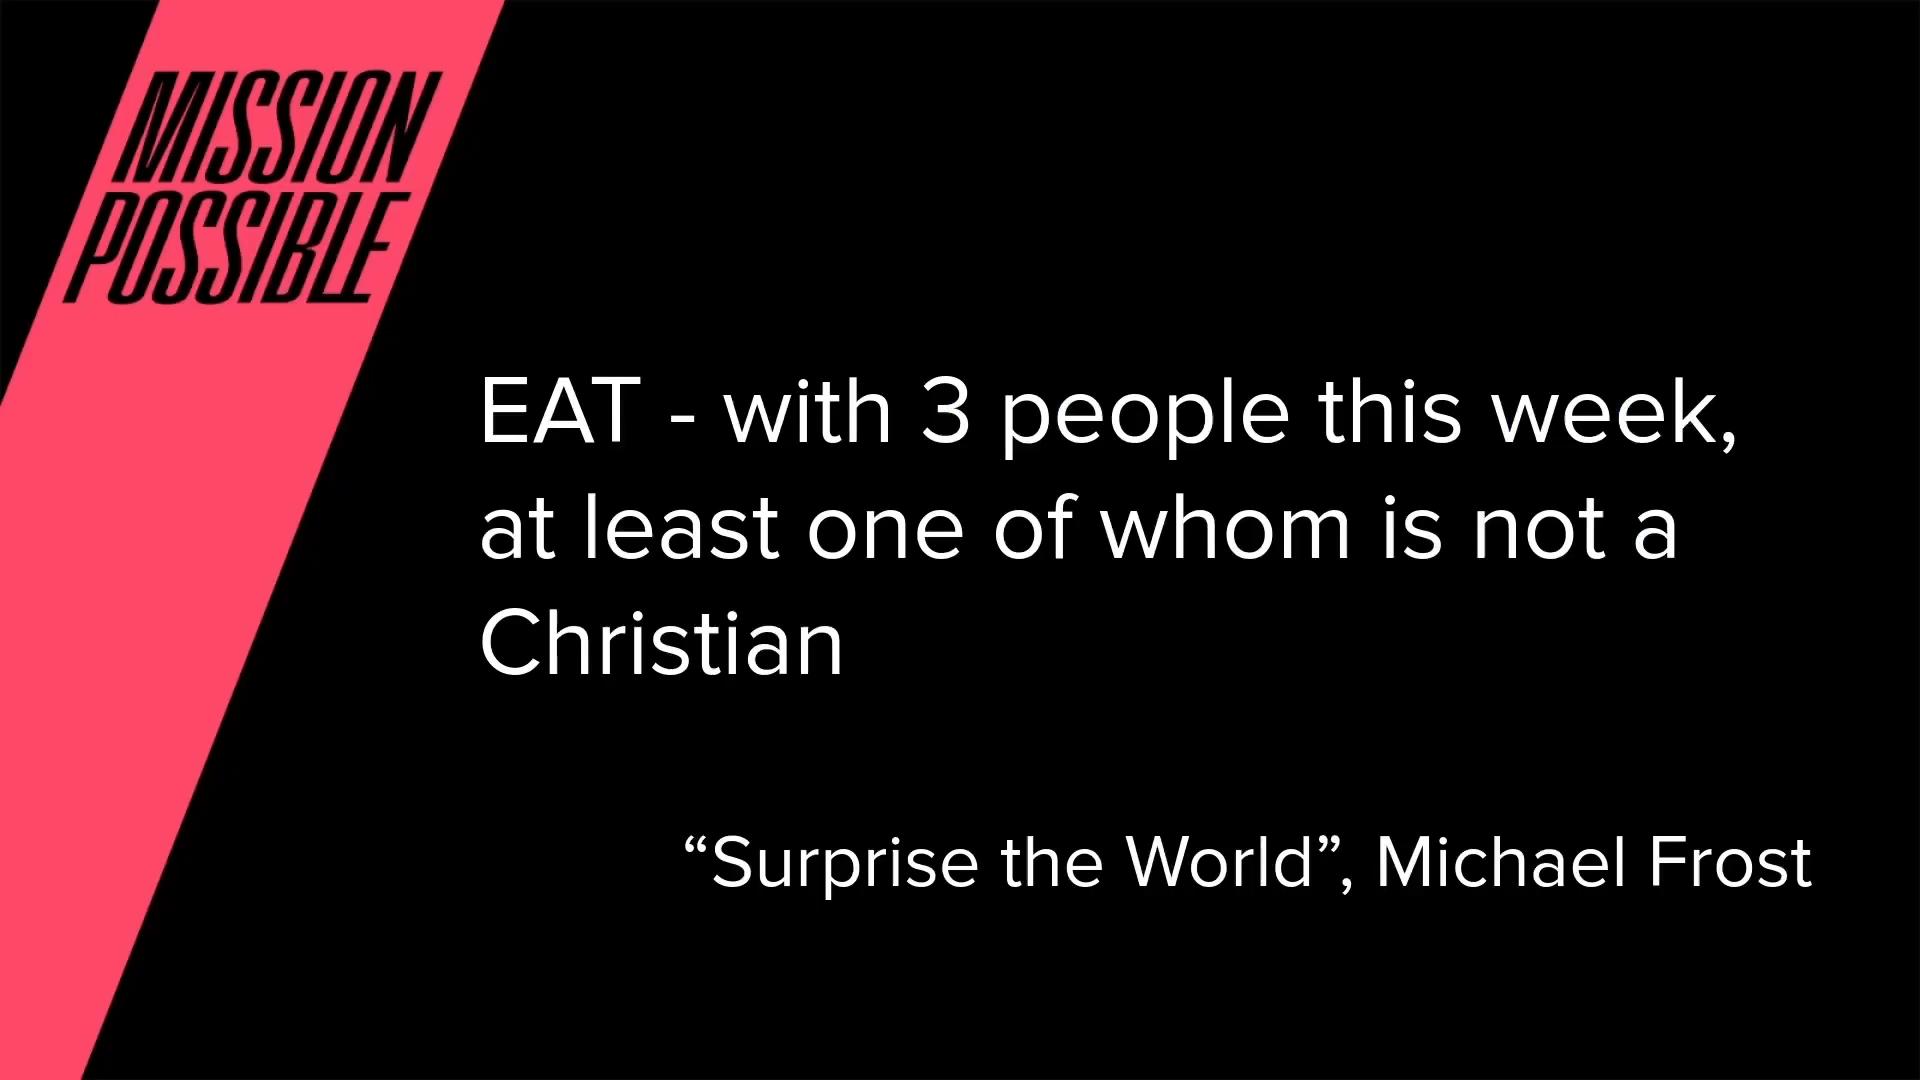 MISSION
POSSIBLE
EAT - with 3 people this week,
at least one of whom is not a
Christian
“Surprise the World”, Michael Frost